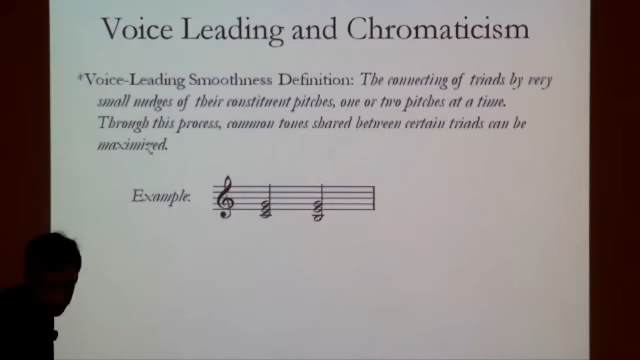 Voice Leading and Chromaticism
*Voice-Leading Smoothness Definition: The connecting of triads by very
small nudges of their constituent pitches, one or two pitches at a time.
Through this process, common tones shared between certain triads can be
maximized.
Example: